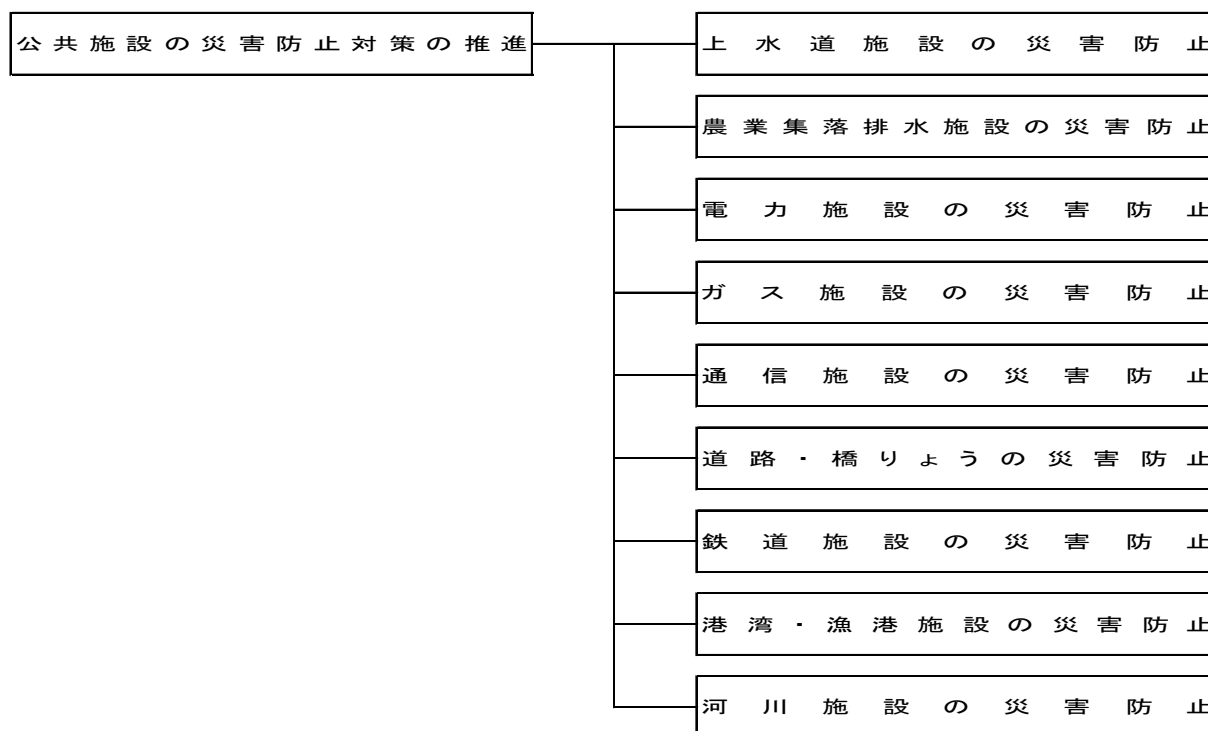 公共施設の災害防止対策の推進
上水道施設の災害防止
農業集落排水施設の災害防止
電力施設の災害防止
ガス施設の災害防止
通信施設の災害防止
道路・橋りょうの災害防止
鉄道施設の災害防止
港湾・漁港施設の災害防止
河川施設の災害防止